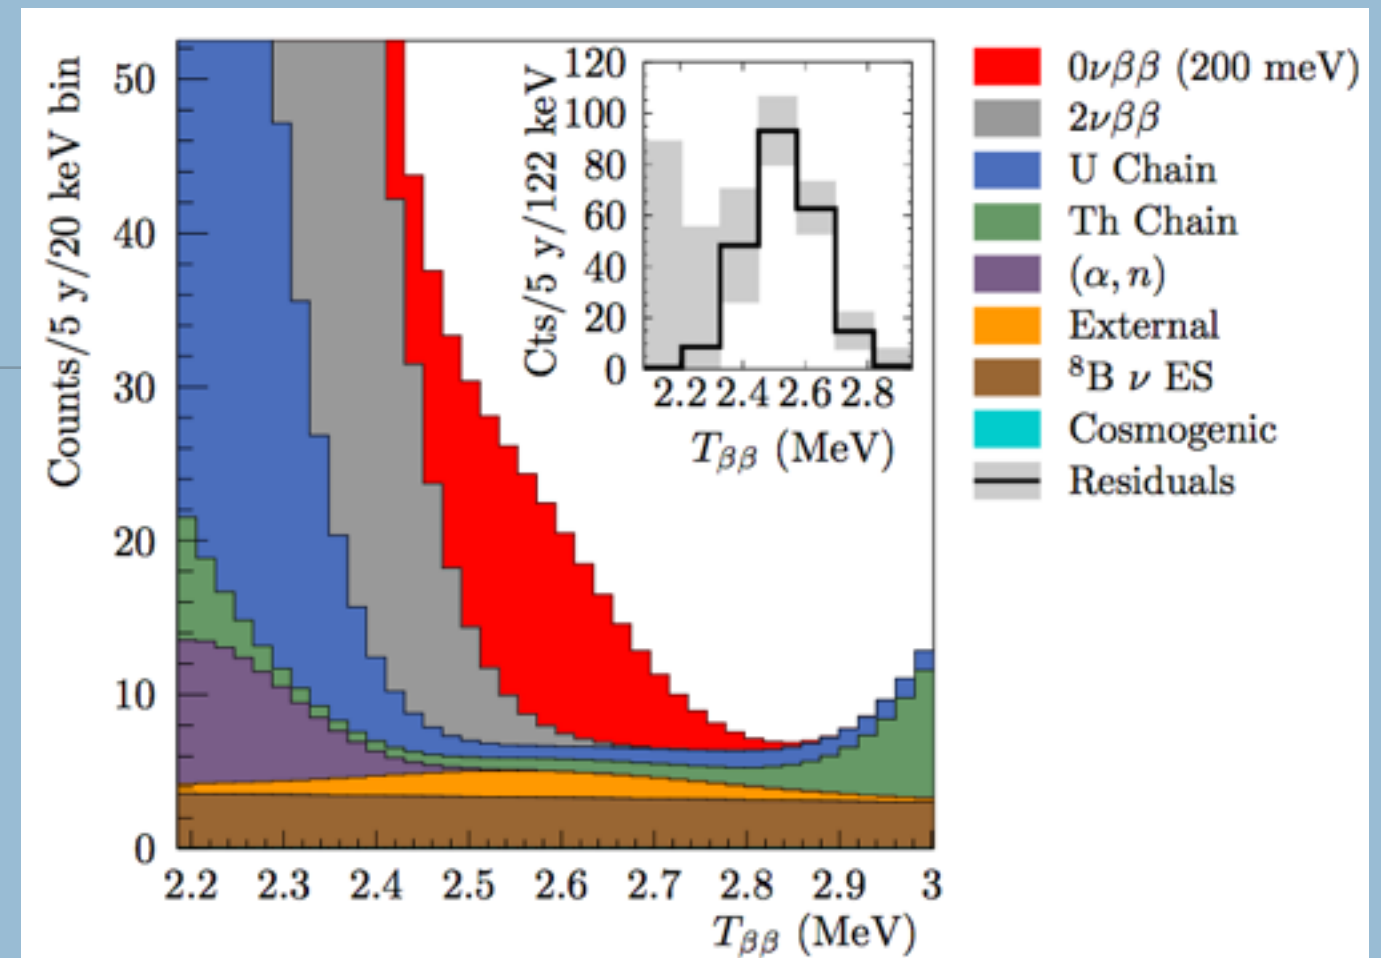 Counts/5 y/20 keV bin
50
40
30
20
10
0
2.2 2.3 2.4 2.5 2.6 2.7 2.8 2.9 3
Tββ (MeV)
Cts/5 y/122 keV
120
100
80
60
40
20
0
2.2 2.4 2.6 2.8
Tββ (MeV)
0νββ (200 meV)
2νββ
U Chain
Th Chain
(α, n)
External
⁸B ν ES
Cosmogenic
Residuals